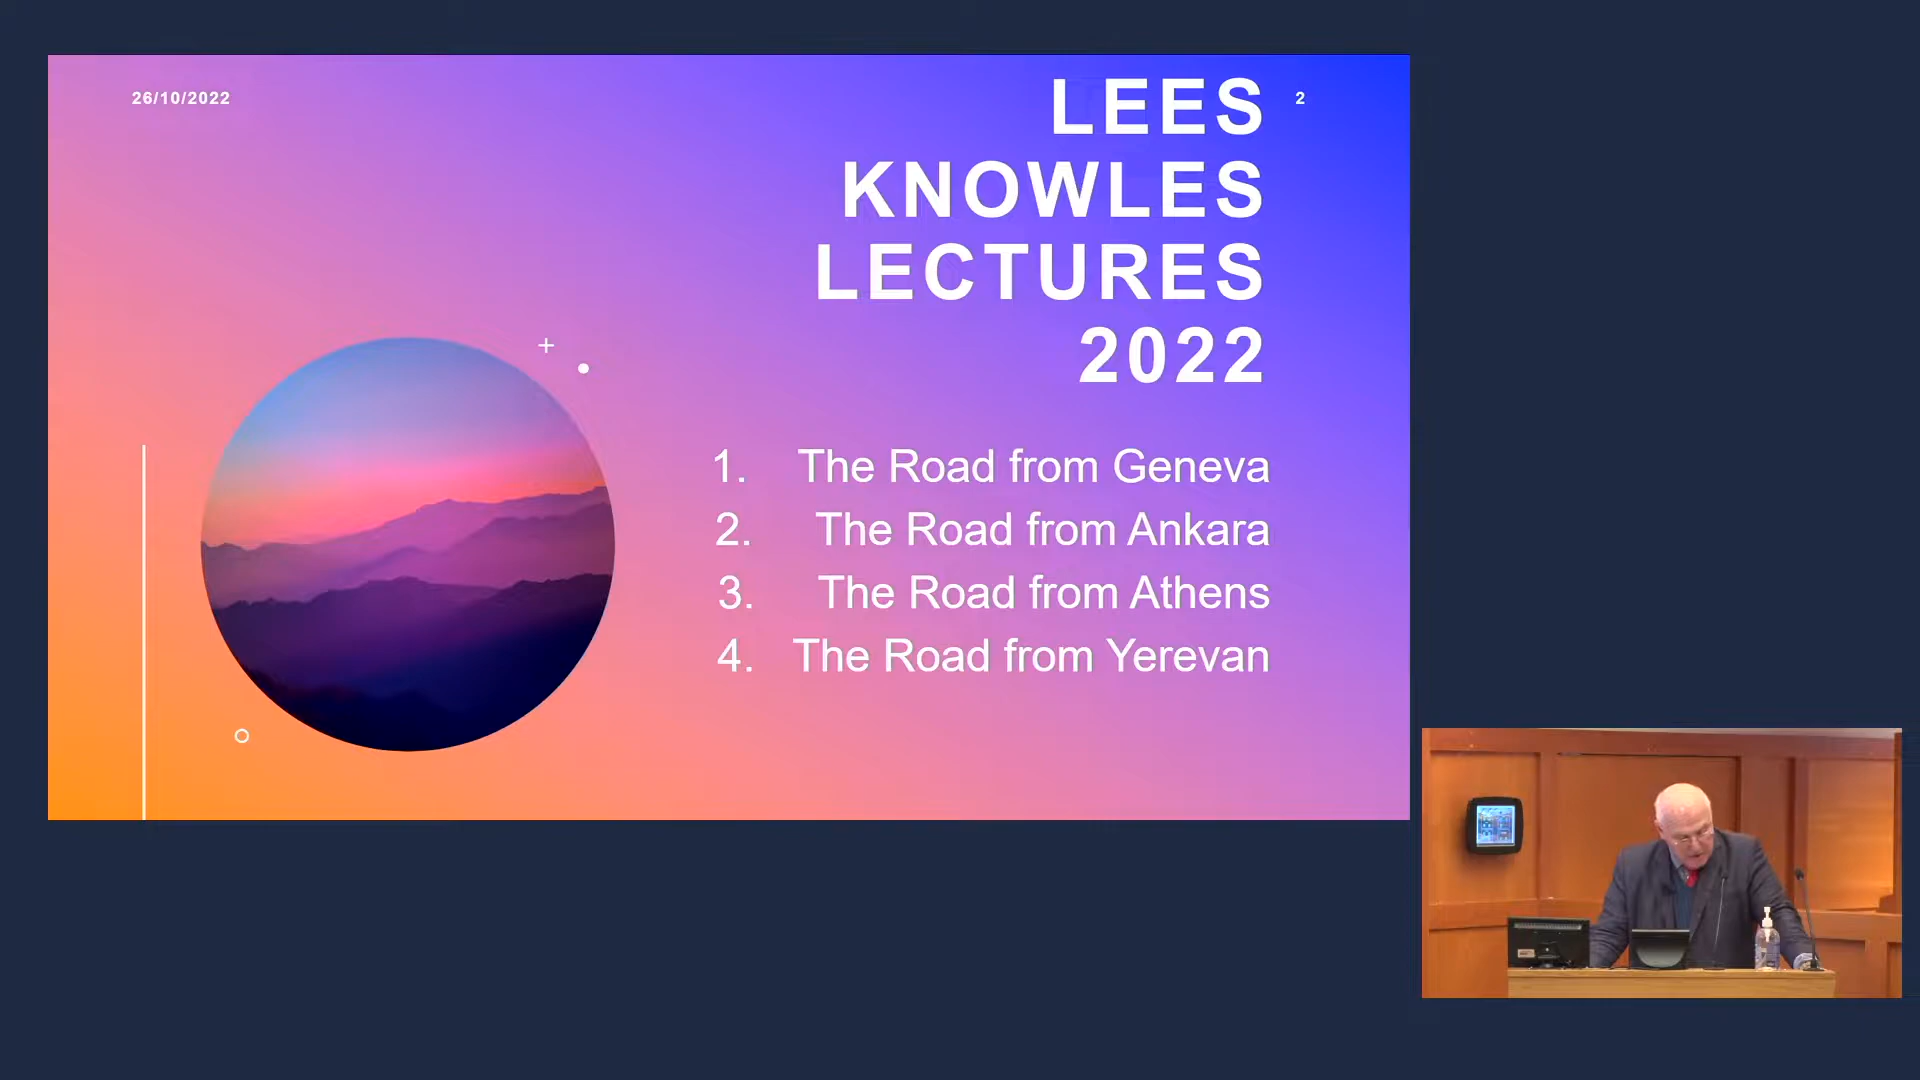 26/10/2022
2
LEES
KNOWLES
LECTURES
2022
1. The Road from Geneva
2. The Road from Ankara
3. The Road from Athens
4. The Road from Yerevan